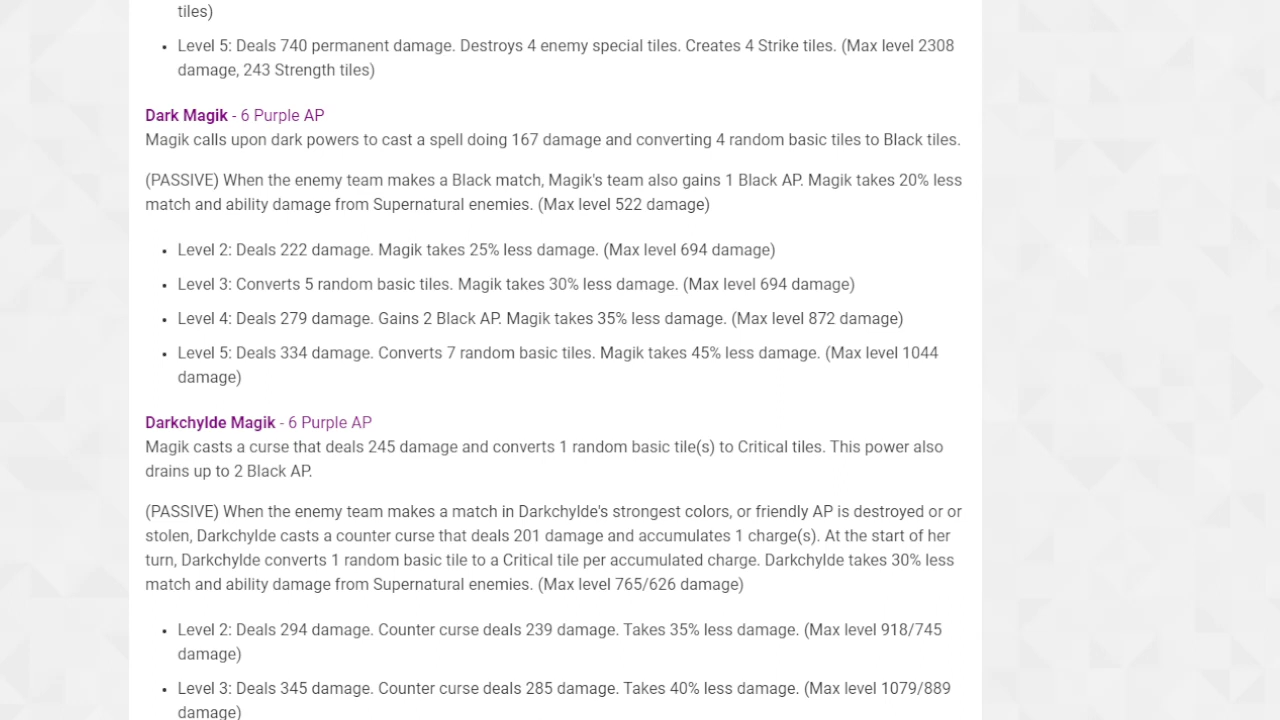 tiles)
• Level 5: Deals 740 permanent damage. Destroys 4 enemy special tiles. Creates 4 Strike tiles. (Max level 2308
damage, 243 Strength tiles)
Dark Magik - 6 Purple AP
Magik calls upon dark powers to cast a spell doing 167 damage and converting 4 random basic tiles to Black tiles.
(PASSIVE) When the enemy team makes a Black match, Magik's team also gains 1 Black AP. Magik takes 20% less
match and ability damage from Supernatural enemies. (Max level 522 damage)
• Level 2: Deals 222 damage. Magik takes 25% less damage. (Max level 694 damage)
• Level 3: Converts 5 random basic tiles. Magik takes 30% less damage. (Max level 694 damage)
• Level 4: Deals 279 damage. Gains 2 Black AP. Magik takes 35% less damage. (Max level 872 damage)
• Level 5: Deals 334 damage. Converts 7 random basic tiles. Magik takes 45% less damage. (Max level 1044
damage)
Darkchylde Magik - 6 Purple AP
Magik casts a curse that deals 245 damage and converts 1 random basic tile(s) to Critical tiles. This power also
drains up to 2 Black AP.
(PASSIVE) When the enemy team makes a match in Darkchylde's strongest colors, or friendly AP is destroyed or or
stolen, Darkchylde casts a counter curse that deals 201 damage and accumulates 1 charge(s). At the start of her
turn, Darkchylde converts 1 random basic tile to a Critical tile per accumulated charge. Darkchylde takes 30% less
match and ability damage from Supernatural enemies. (Max level 765/626 damage)
• Level 2: Deals 294 damage. Counter curse deals 239 damage. Takes 35% less damage. (Max level 918/745
damage)
• Level 3: Deals 345 damage. Counter curse deals 285 damage. Takes 40% less damage. (Max level 1079/889
damage)